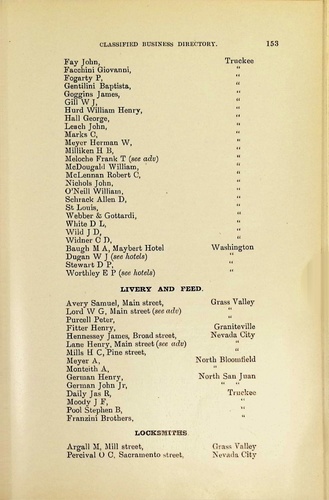 CLASSIFIED BUSINESS DIRECTORY. 153
Fay John, Truckee
Facchini Giovanni, "
Fogarty P, "
Gentilini Baptista, "
Goggins James, "
Gill W J, "
Hurd William Henry, "
Hall George, "
Leach John, "
Marks C, "
Meyer Herman W, "
Milliken H B, "
Meloche Frank T (see adv) "
McDougald William, "
McLennan Robert C, "
Nichols John, "
O'Neill William, "
Schrack Allen D, "
St Louis, "
Webber & Gottardi, "
White D L, "
Wild J D, "
Widner C D, "
Baugh M A, Maybert Hotel Washington
Dugan W J (see hotels) "
Stewart D P, "
Worthley E P (see hotels) "
LIVERY AND FEED.
Avery Samuel, Main street, Grass Valley
Lord W G, Main street (see adv) "
Purcell Peter, "
Fitter Henry, Graniteville
Hennessey James, Broad street, Nevada City
Lane Henry, Main street (see adv) "
Mills H C, Pine street, "
Meyer A, North Bloomfield
Monteith A, "
German Henry, North San Juan
German John Jr, " "
Daily Jas R, Truckee
Moody J F, "
Pool Stephen B, "
Franzini Brothers, "
LOCKSMITHS.
Argall M, Mill street, Grass Valley
Percival O C, Sacramento street, Nevada City